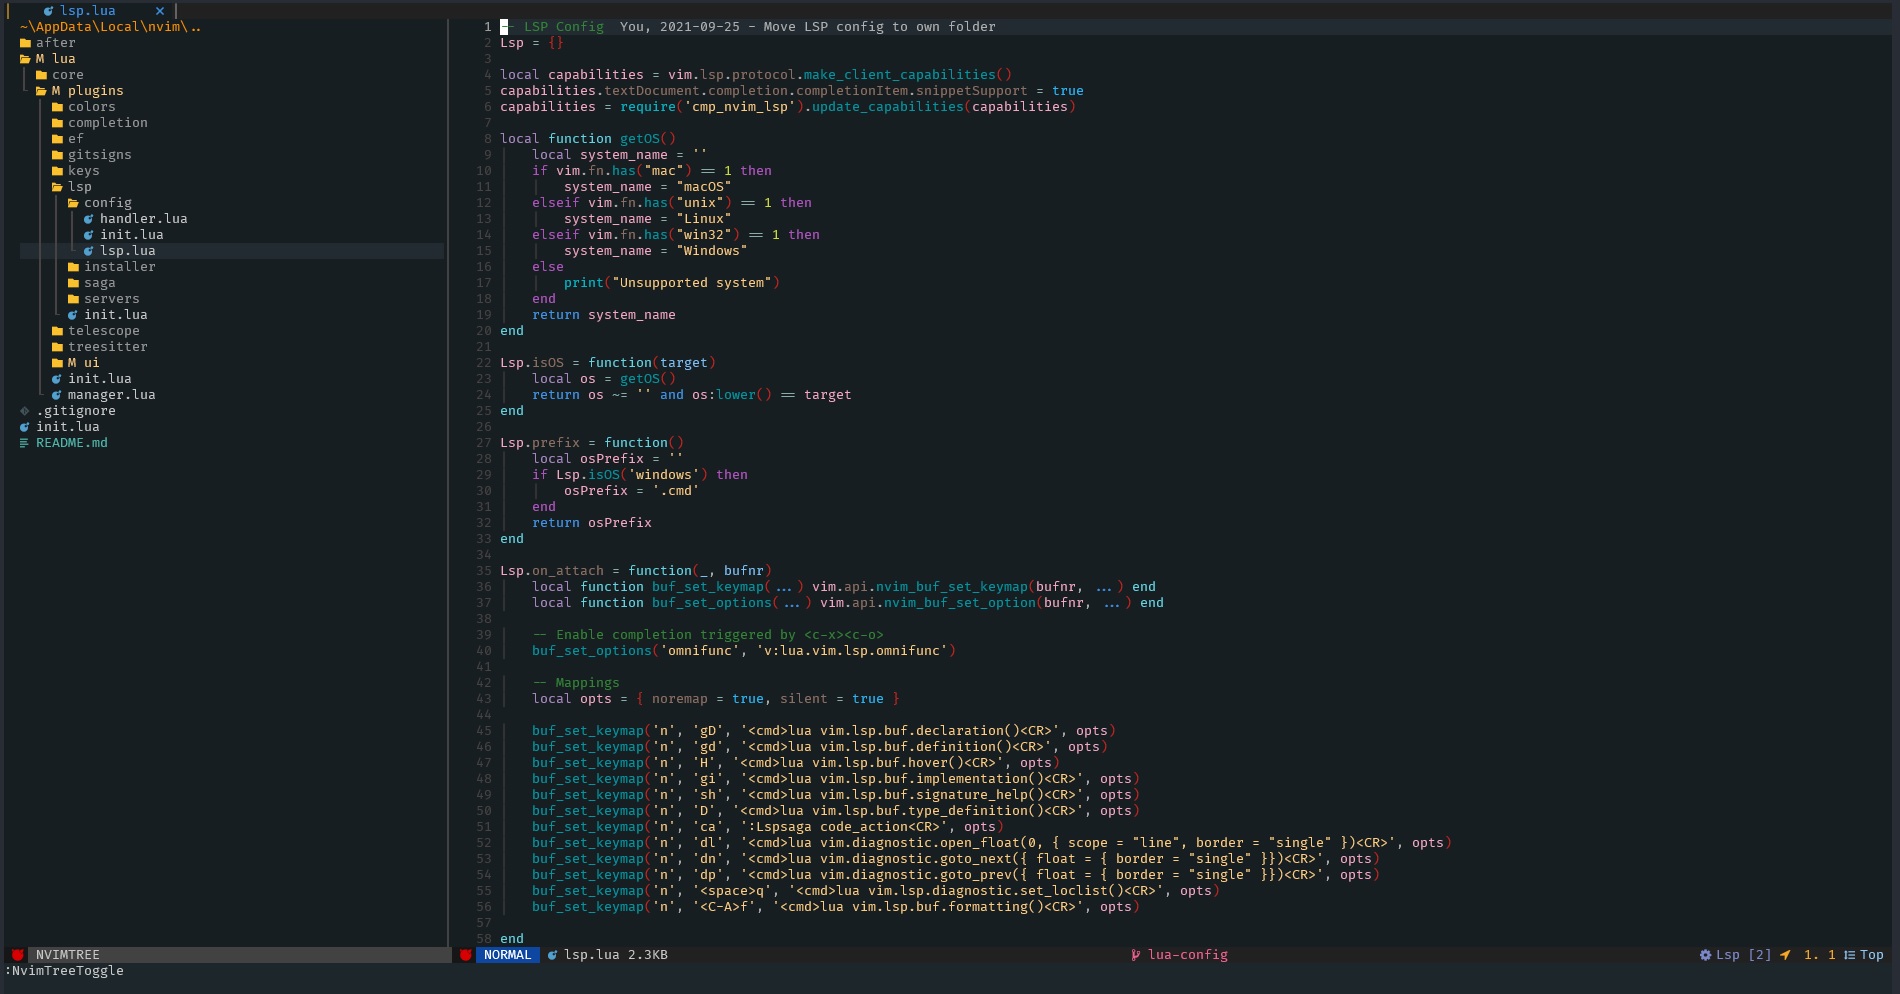 lsp.lua ×
~\AppData\Local\nvim\..
after
M lua
core
M plugins
colors
completion
ef
gitsigns
keys
lsp
config
handler.lua
init.lua
lsp.lua
installer
saga
servers
init.lua
telescope
treesitter
M ui
init.lua
manager.lua
.gitignore
init.lua
README.md
1 -- LSP Config  You, 2021-09-25 - Move LSP config to own folder
2 Lsp = {}
3
4 local capabilities = vim.lsp.protocol.make_client_capabilities()
5 capabilities.textDocument.completion.completionItem.snippetSupport = true
6 capabilities = require('cmp_nvim_lsp').update_capabilities(capabilities)
7
8 local function getOS()
9     local system_name = ''
10     if vim.fn.has("mac") == 1 then
11         system_name = "macOS"
12     elseif vim.fn.has("unix") == 1 then
13         system_name = "Linux"
14     elseif vim.fn.has("win32") == 1 then
15         system_name = "Windows"
16     else
17         print("Unsupported system")
18     end
19     return system_name
20 end
21
22 Lsp.isOS = function(target)
23     local os = getOS()
24     return os ~= '' and os:lower() == target
25 end
26
27 Lsp.prefix = function()
28     local osPrefix = ''
29     if Lsp.isOS('windows') then
30         osPrefix = '.cmd'
31     end
32     return osPrefix
33 end
34
35 Lsp.on_attach = function(_, bufnr)
36     local function buf_set_keymap(...) vim.api.nvim_buf_set_keymap(bufnr, ...) end
37     local function buf_set_options(...) vim.api.nvim_buf_set_option(bufnr, ...) end
38
39     -- Enable completion triggered by <c-x><c-o>
40     buf_set_options('omnifunc', 'v:lua.vim.lsp.omnifunc')
41
42     -- Mappings
43     local opts = { noremap = true, silent = true }
44
45     buf_set_keymap('n', 'gD', '<cmd>lua vim.lsp.buf.declaration()<CR>', opts)
46     buf_set_keymap('n', 'gd', '<cmd>lua vim.lsp.buf.definition()<CR>', opts)
47     buf_set_keymap('n', 'H', '<cmd>lua vim.lsp.buf.hover()<CR>', opts)
48     buf_set_keymap('n', 'gi', '<cmd>lua vim.lsp.buf.implementation()<CR>', opts)
49     buf_set_keymap('n', 'sh', '<cmd>lua vim.lsp.buf.signature_help()<CR>', opts)
50     buf_set_keymap('n', 'D', '<cmd>lua vim.lsp.buf.type_definition()<CR>', opts)
51     buf_set_keymap('n', 'ca', ':Lspsaga code_action<CR>', opts)
52     buf_set_keymap('n', 'dl', '<cmd>lua vim.diagnostic.open_float(0, { scope = "line", border = "single" })<CR>', opts)
53     buf_set_keymap('n', 'dn', '<cmd>lua vim.diagnostic.goto_next({ float = { border = "single" }})<CR>', opts)
54     buf_set_keymap('n', 'dp', '<cmd>lua vim.diagnostic.goto_prev({ float = { border = "single" }})<CR>', opts)
55     buf_set_keymap('n', '<space>q', '<cmd>lua vim.lsp.diagnostic.set_loclist()<CR>', opts)
56     buf_set_keymap('n', '<C-A>f', '<cmd>lua vim.lsp.buf.formatting()<CR>', opts)
57
58 end
NVIMTREE
NORMAL lsp.lua 2.3KB lua-config Lsp [2] 1. 1 Top
:NvimTreeToggle